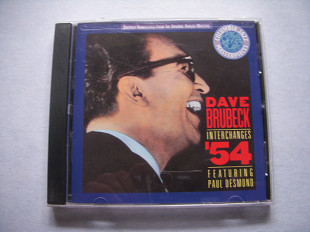 DAVE
BRUBECK
INTERCHANGES
'54
FEATURING
PAUL DESMOND